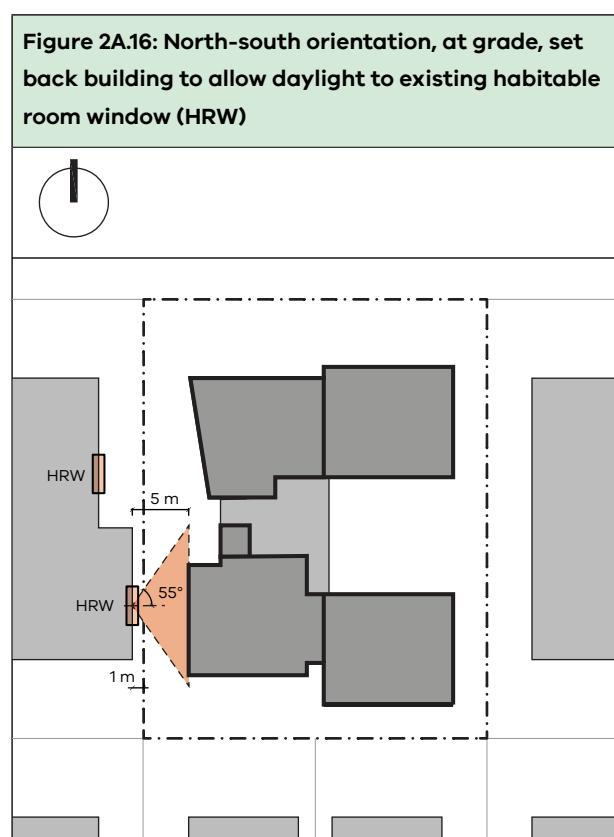 Figure 2A.16: North-south orientation, at grade, set
back building to allow daylight to existing habitable
room window (HRW)
HRW
5 m
55°
HRW
1 m